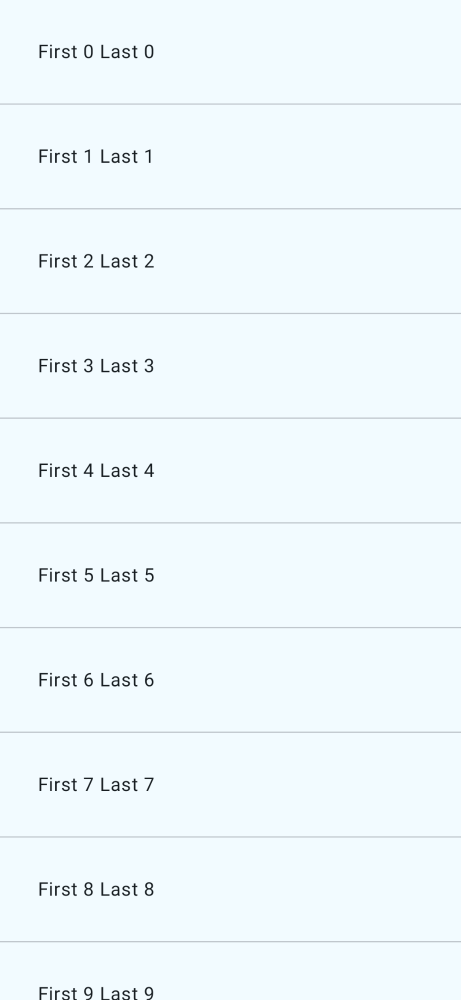 First 0 Last 0
First 1 Last 1
First 2 Last 2
First 3 Last 3
First 4 Last 4
First 5 Last 5
First 6 Last 6
First 7 Last 7
First 8 Last 8
First 9 Last 9